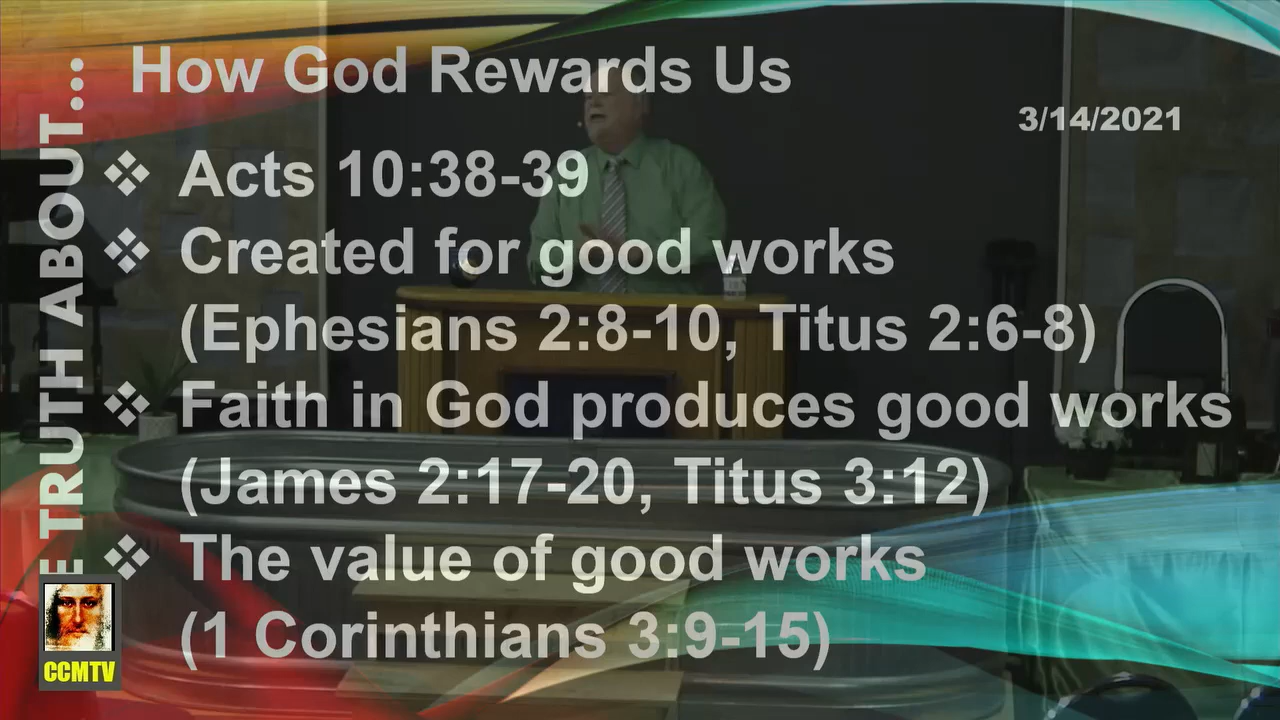 How God Rewards Us
3/14/2021
E TRUTH ABOUT...
❖ Acts 10:38-39
❖ Created for good works
(Ephesians 2:8-10, Titus 2:6-8)
❖ Faith in God produces good works
(James 2:17-20, Titus 3:12)
❖ The value of good works
(1 Corinthians 3:9-15)
CCMTV